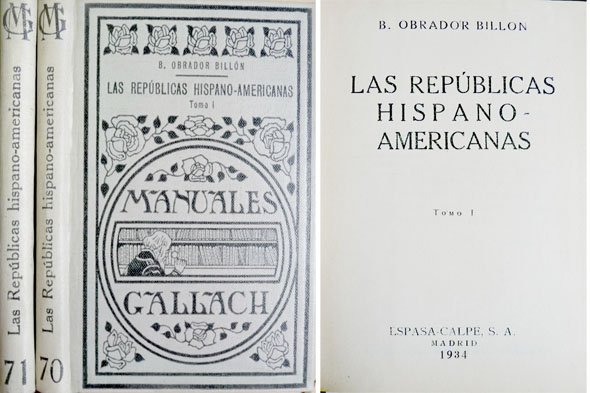 MG
Las Repúblicas hispano-americanas
71
MG
Las Repúblicas hispano-americanas
70
B. OBRADOR BILLÓN
LAS REPÚBLICAS HISPANO-AMERICANAS
Tomo I
MANUALES
GALLACH
B. OBRADOR BILLON
LAS REPÚBLICAS
HISPANO-
AMERICANAS
Tomo I
ESPASA-CALPE, S. A.
MADRID
1934